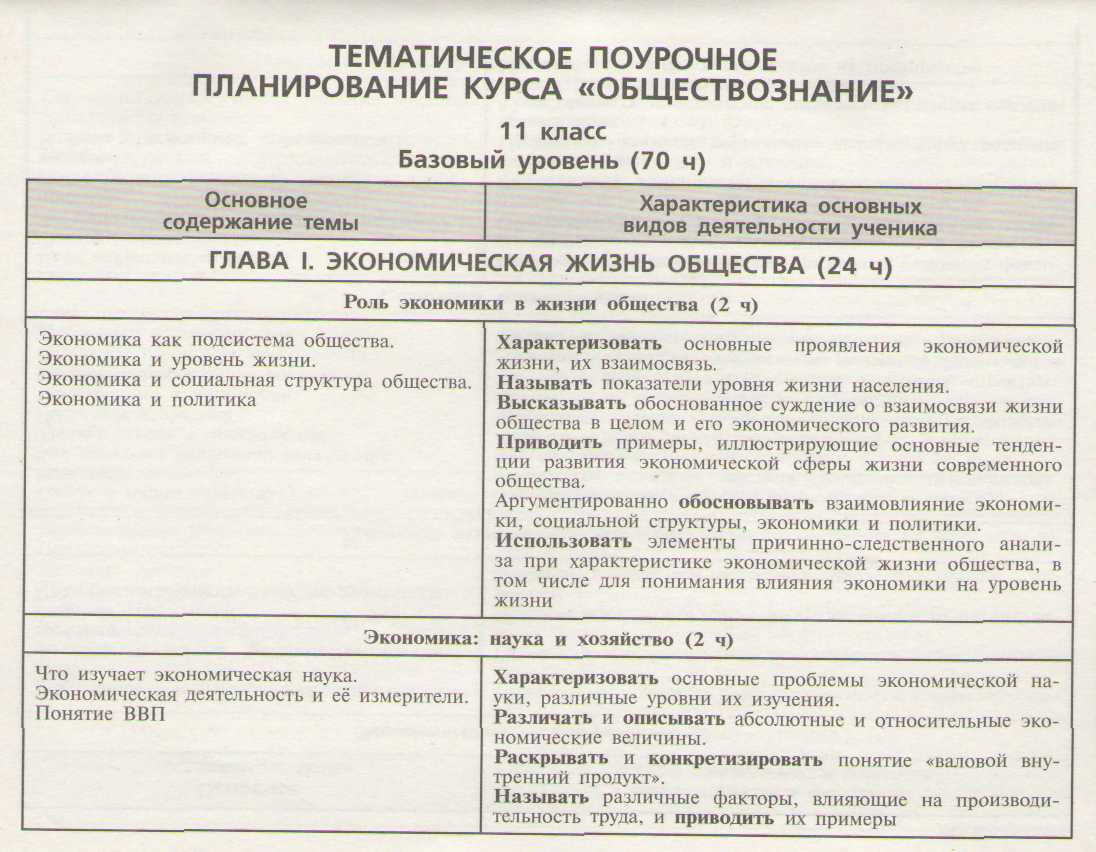 ТЕМАТИЧЕСКОЕ ПОУРОЧНОЕ
ПЛАНИРОВАНИЕ КУРСА «ОБЩЕСТВОЗНАНИЕ»
11 класс
Базовый уровень (70 ч)
Основное
содержание темы
Характеристика основных
видов деятельности ученика
ГЛАВА I. ЭКОНОМИЧЕСКАЯ ЖИЗНЬ ОБЩЕСТВА (24 ч)
Роль экономики в жизни общества (2 ч)
Экономика как подсистема общества.
Экономика и уровень жизни.
Экономика и социальная структура общества.
Экономика и политика
Характеризовать основные проявления экономической
жизни, их взаимосвязь.
Называть показатели уровня жизни населения.
Высказывать обоснованное суждение о взаимосвязи жизни
общества в целом и его экономического развития.
Приводить примеры, иллюстрирующие основные тенден-
ции развития экономической сферы жизни современного
общества.
Аргументированно обосновывать взаимовлияние экономи-
ки, социальной структуры, экономики и политики.
Использовать элементы причинно-следственного анали-
за при характеристике экономической жизни общества, в
том числе для понимания влияния экономики на уровень
жизни
Экономика: наука и хозяйство (2 ч)
Что изучает экономическая наука.
Экономическая деятельность и её измерители.
Понятие ВВП
Характеризовать основные проблемы экономической на-
уки, различные уровни их изучения.
Различать и описывать абсолютные и относительные эко-
номические величины.
Раскрывать и конкретизировать понятие «валовой вну-
тренний продукт».
Называть различные факторы, влияющие на производи-
тельность труда, и приводить их примеры